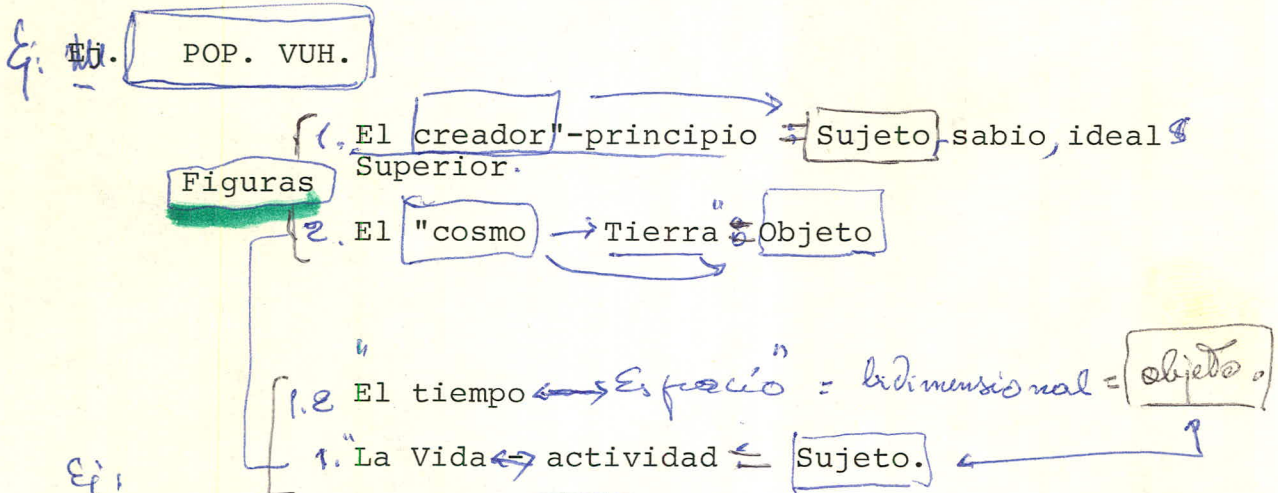 Ej: Ej. POP. VUH.
1. El creador"-principio = Sujeto, sabio, ideal
Superior.
Figuras
2. El "cosmo → Tierra" = Objeto
1.2 "El tiempo ↔ Espacio" = bidimensional = objeto.
1. "La Vida ↔ actividad = Sujeto.
Ej: